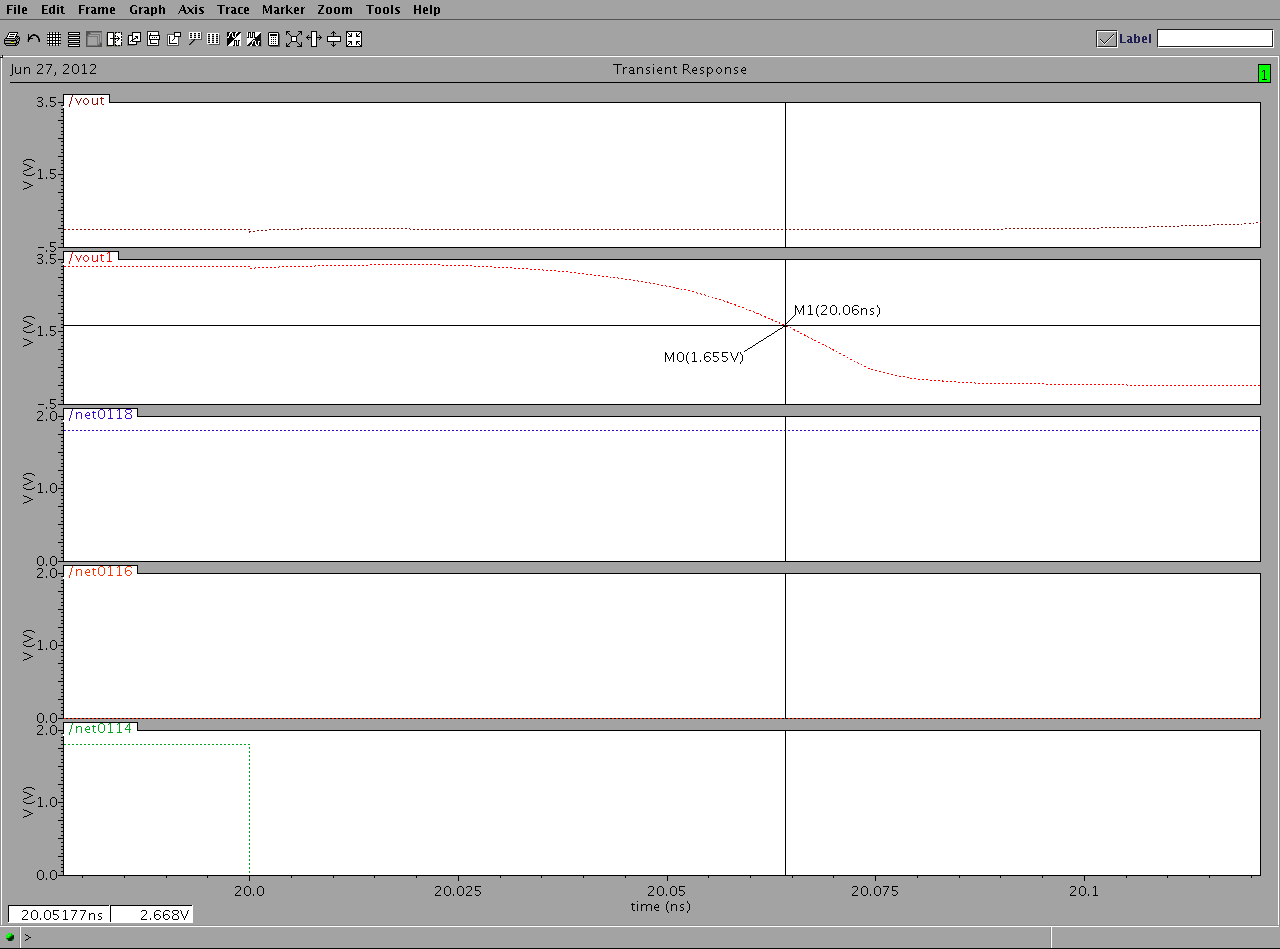 File Edit Frame Graph Axis Trace Marker Zoom Tools Help
Label
Jun 27, 2012 Transient Response 1
/vout
3.5
1.5
-.5
V (V)
/vout1
3.5
1.5
-.5
V (V)
M1(20.06ns)
M0(1.655V)
/net0118
2.0
1.0
0.0
V (V)
/net0116
2.0
1.0
0.0
V (V)
/net0114
2.0
1.0
0.0
V (V)
20.0 20.025 20.05 20.075 20.1
time (ns)
20.05177ns 2.668V
>